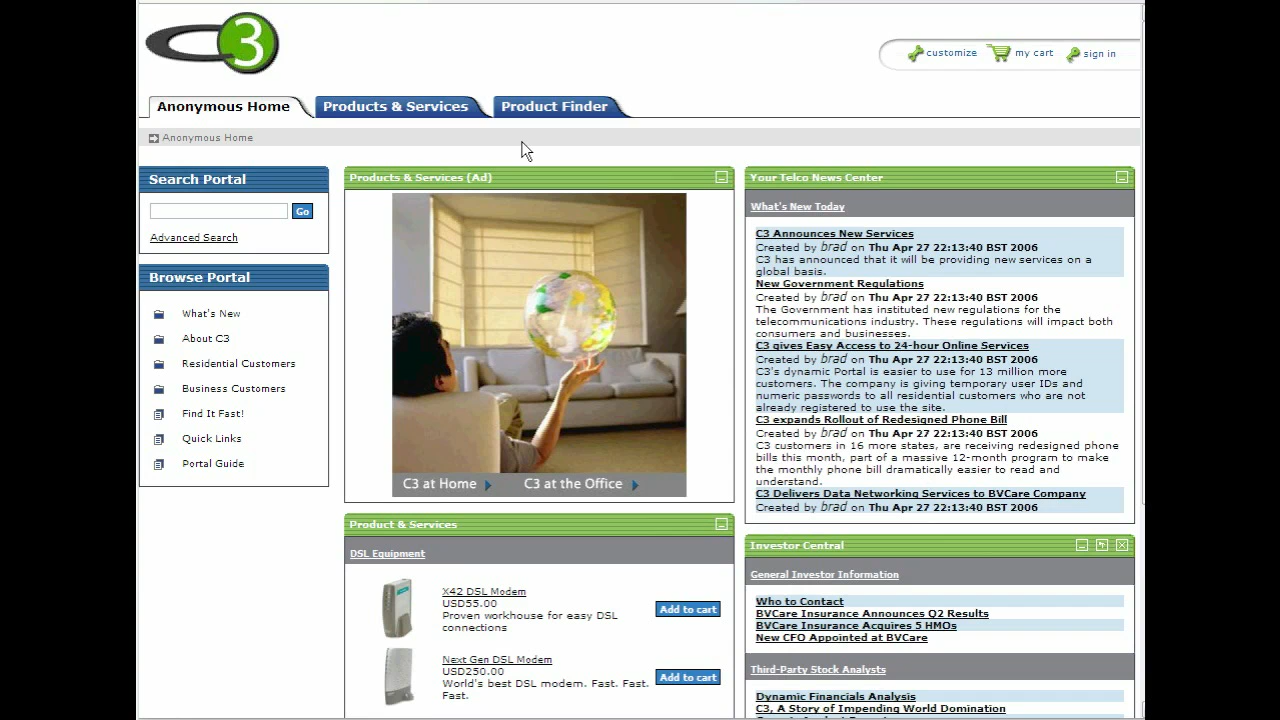 C3
customize my cart sign in
Anonymous Home Products & Services Product Finder
Anonymous Home
Search Portal
Go
Advanced Search
Browse Portal
What's New
About C3
Residential Customers
Business Customers
Find It Fast!
Quick Links
Portal Guide
Products & Services (Ad)
C3 at Home C3 at the Office
Product & Services
DSL Equipment
X42 DSL Modem
USD55.00
Proven workhouse for easy DSL
connections
Add to cart
Next Gen DSL Modem
USD250.00
World's best DSL modem. Fast. Fast.
Fast.
Add to cart
Your Telco News Center
What's New Today
C3 Announces New Services
Created by brad on Thu Apr 27 22:13:40 BST 2006
C3 has announced that it will be providing new services on a
global basis.
New Government Regulations
Created by brad on Thu Apr 27 22:13:40 BST 2006
The Government has instituted new regulations for the
telecommunications industry. These regulations will impact both
consumers and businesses.
C3 gives Easy Access to 24-hour Online Services
Created by brad on Thu Apr 27 22:13:40 BST 2006
C3's dynamic Portal is easier to use for 13 million more
customers. The company is giving temporary user IDs and
numeric passwords to all residential customers who are not
already registered to use the site.
C3 expands Rollout of Redesigned Phone Bill
Created by brad on Thu Apr 27 22:13:40 BST 2006
C3 customers in 16 more states, are receiving redesigned phone
bills this month, part of a massive 12-month program to make
the monthly phone bill dramatically easier to read and
understand.
C3 Delivers Data Networking Services to BVCare Company
Created by brad on Thu Apr 27 22:13:40 BST 2006
Investor Central
General Investor Information
Who to Contact
BVCare Insurance Announces Q2 Results
BVCare Insurance Acquires 5 HMOs
New CFO Appointed at BVCare
Third-Party Stock Analysts
Dynamic Financials Analysis
C3, A Story of Impending World Domination